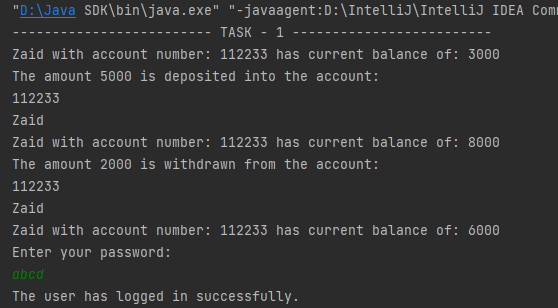 "D:\Java SDK\bin\java.exe" "-javaagent:D:\IntelliJ\IntelliJ IDEA Com
------------------------- TASK - 1 -----------------------------
Zaid with account number: 112233 has current balance of: 3000
The amount 5000 is deposited into the account:
112233
Zaid
Zaid with account number: 112233 has current balance of: 8000
The amount 2000 is withdrawn from the account:
112233
Zaid
Zaid with account number: 112233 has current balance of: 6000
Enter your password:
abcd
The user has logged in successfully.